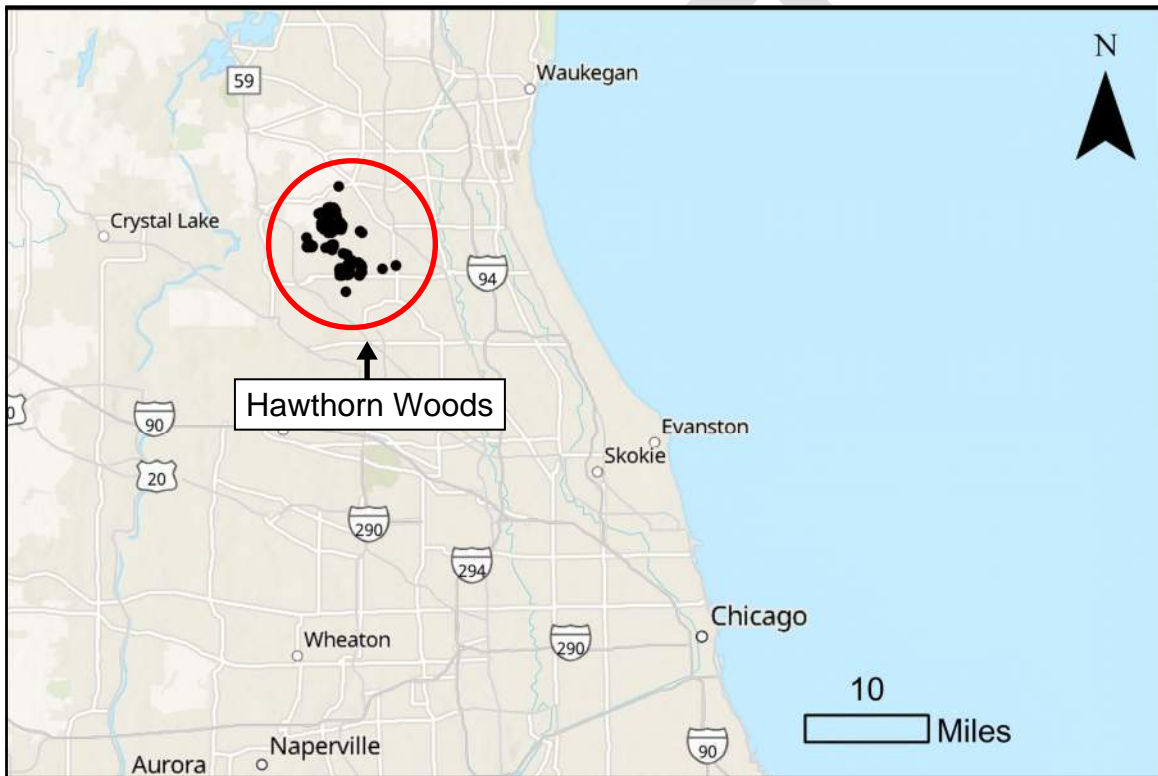 N
Waukegan
59
Crystal Lake
94
Hawthorn Woods
0
90
Evanston
Skokie
20
290
294
Chicago
Wheaton
290
10
Miles
90
Naperville
Aurora